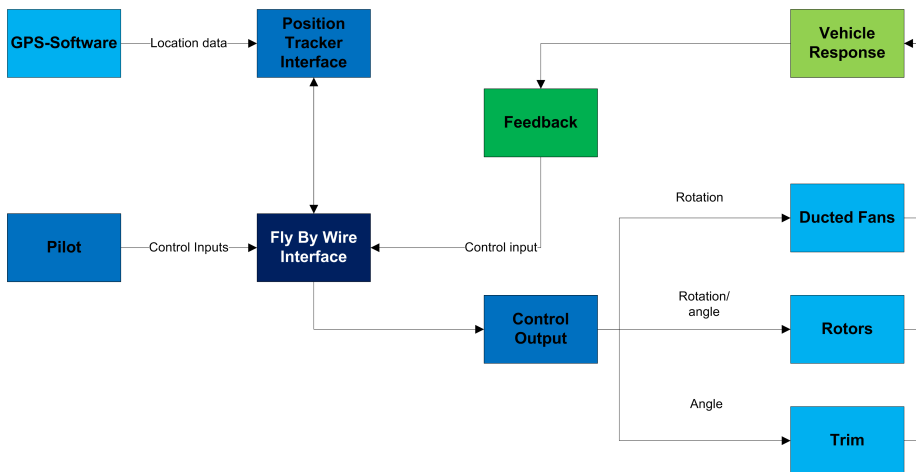 GPS-Software
Location data
Position
Tracker
Interface
Vehicle
Response
Feedback
Rotation
Ducted Fans
Pilot
Control Inputs
Fly By Wire
Interface
Control input
Rotation/
angle
Control
Output
Rotors
Angle
Trim